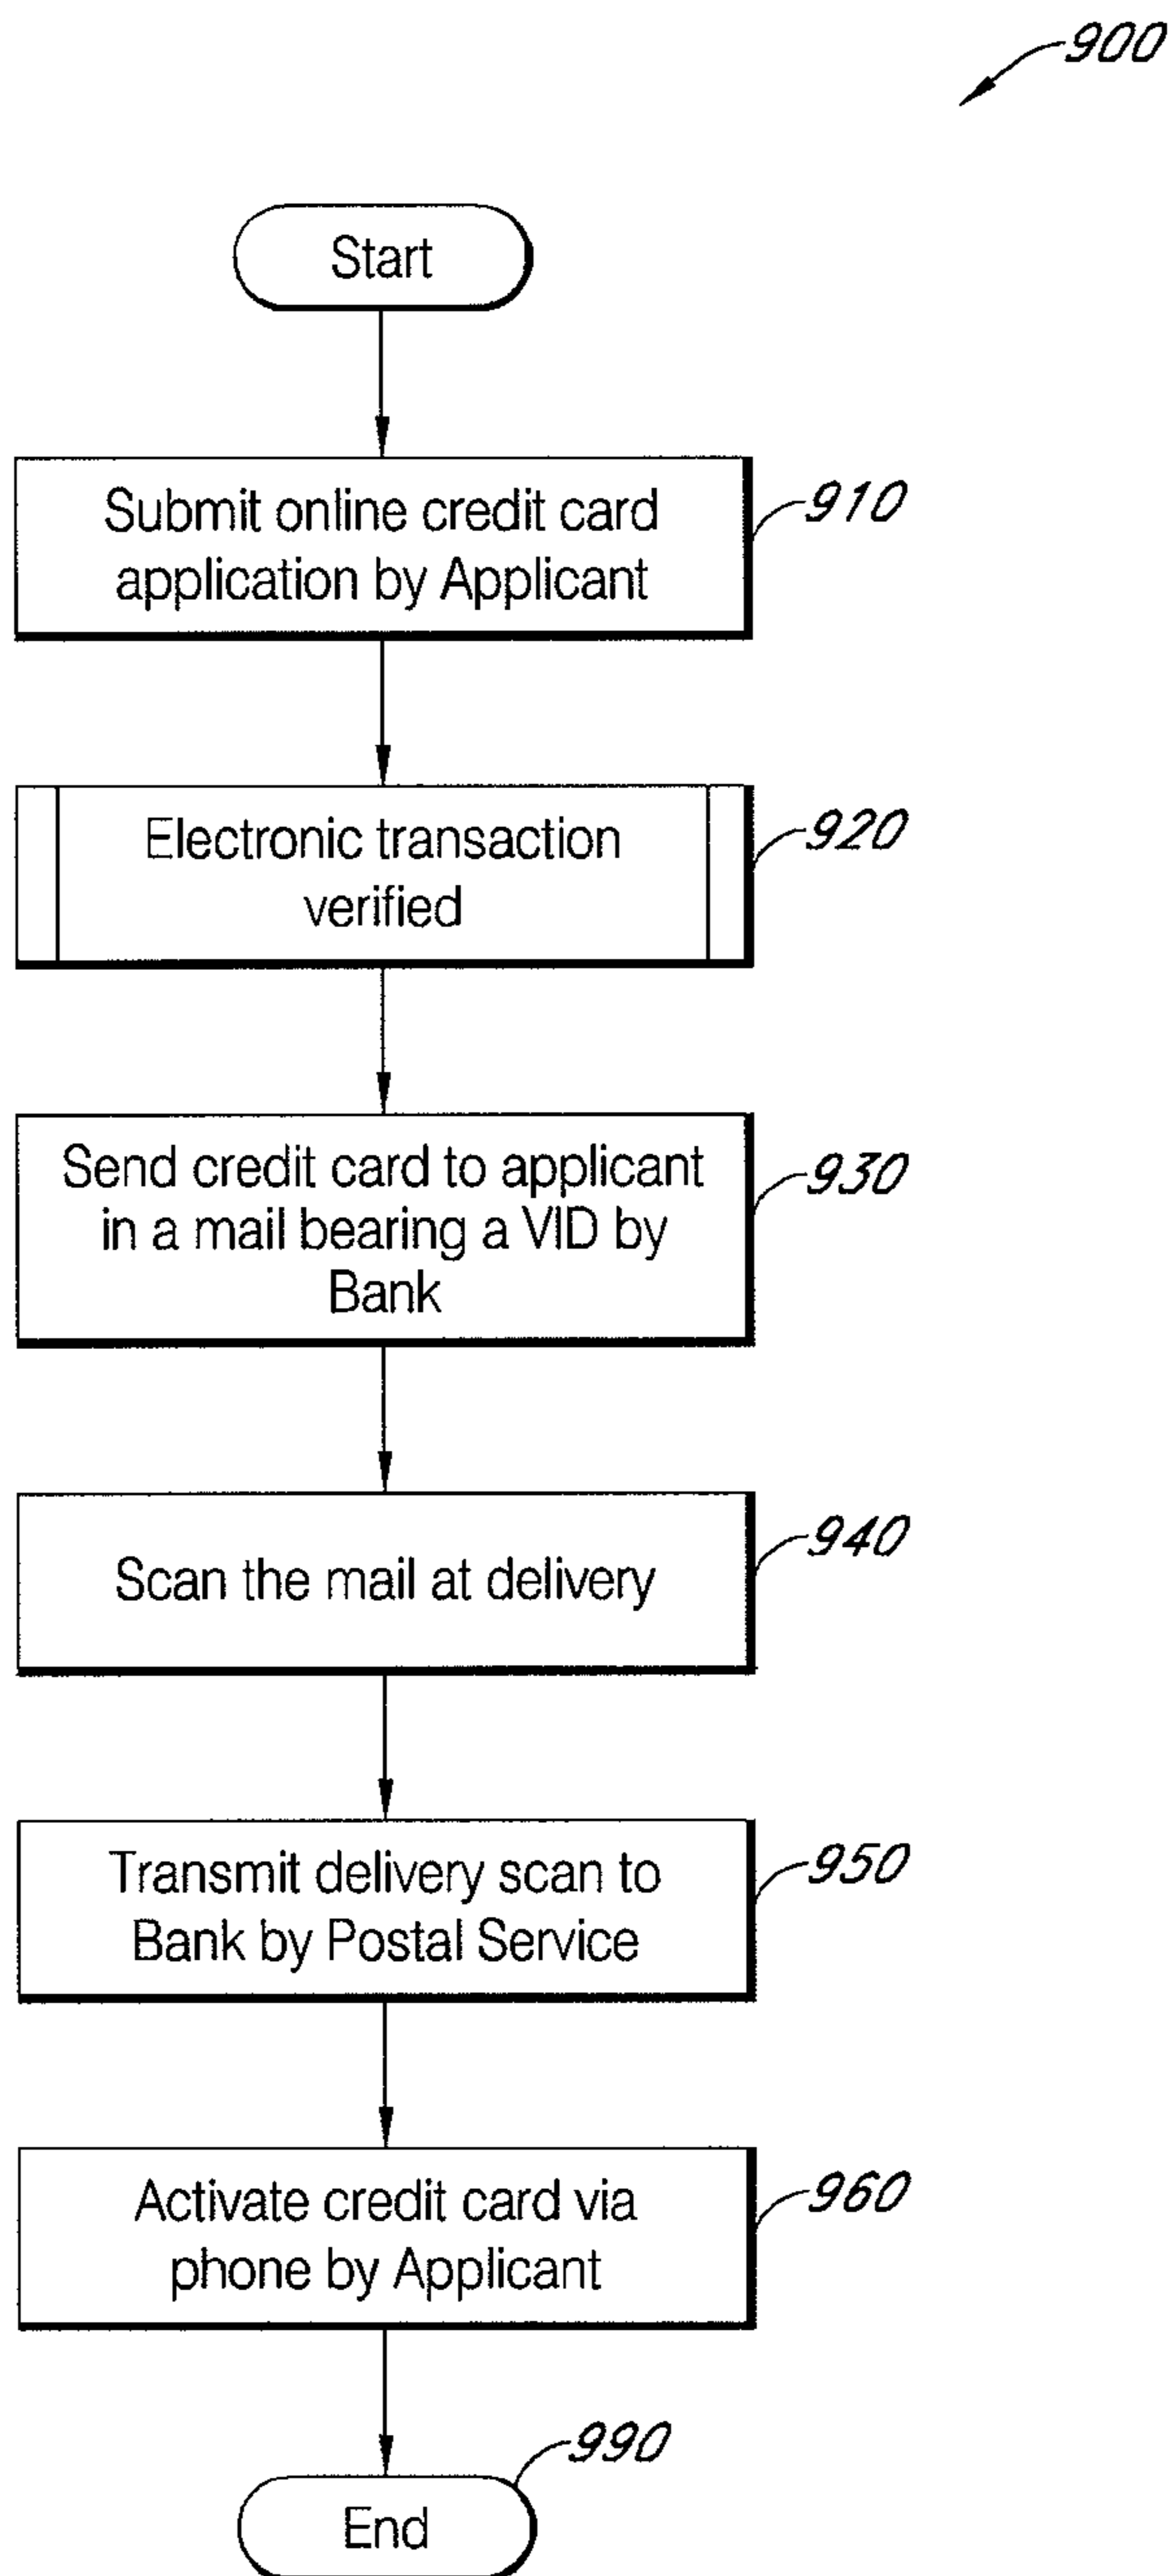 900
Start
Submit online credit card
application by Applicant
910
Electronic transaction
verified
920
Send credit card to applicant
in a mail bearing a VID by
Bank
930
Scan the mail at delivery
940
Transmit delivery scan to
Bank by Postal Service
950
Activate credit card via
phone by Applicant
960
990
End